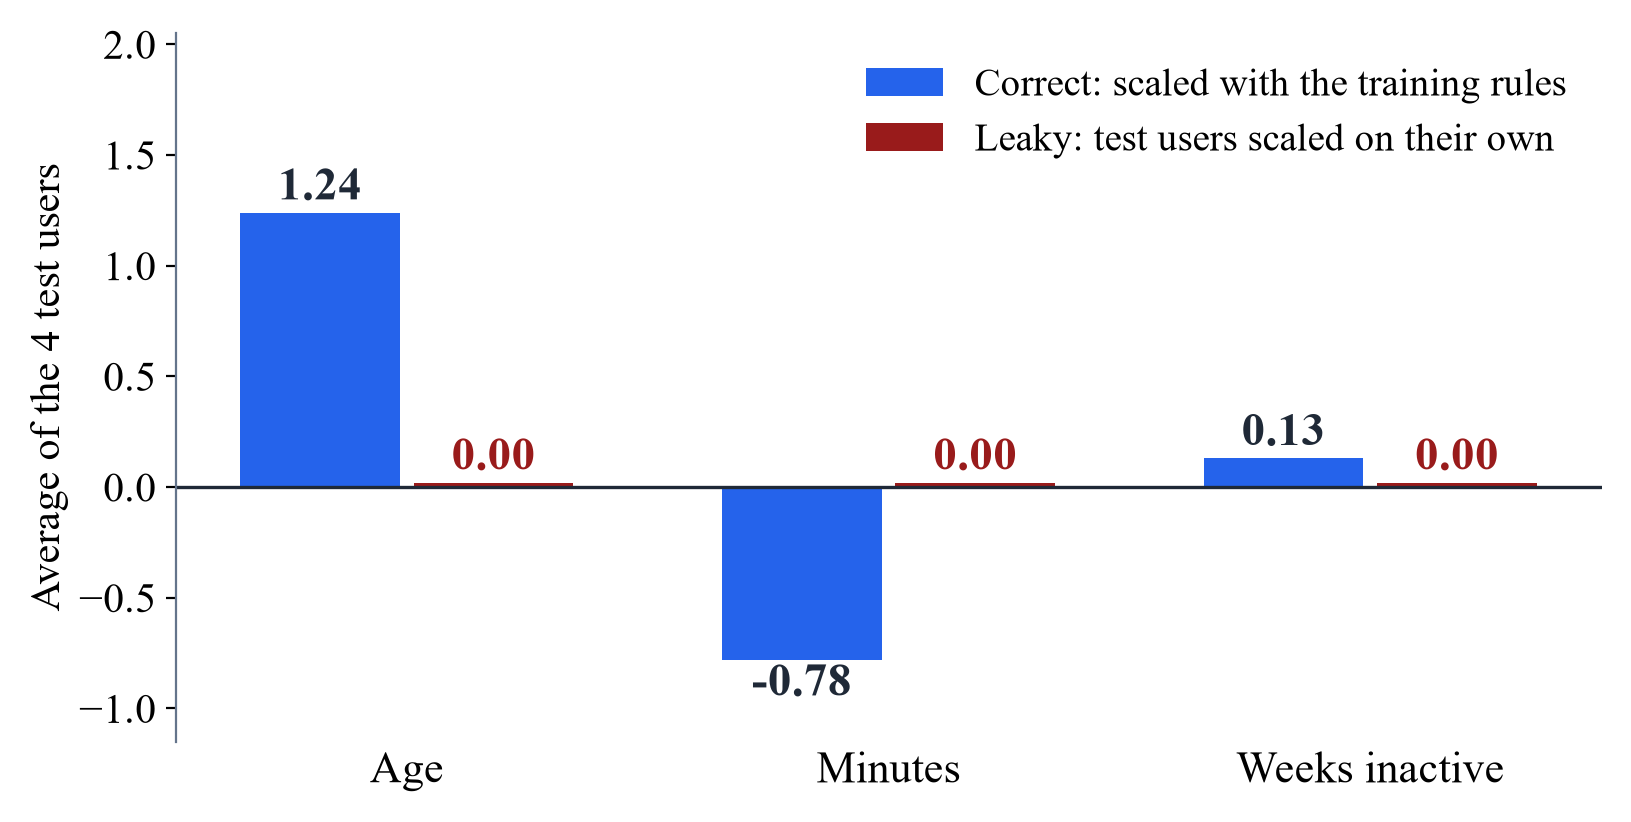 Average of the 4 test users
2.0
1.5
1.0
0.5
0.0
−0.5
−1.0
Correct: scaled with the training rules
Leaky: test users scaled on their own
1.24
0.00
-0.78
0.00
0.13
0.00
Age
Minutes
Weeks inactive